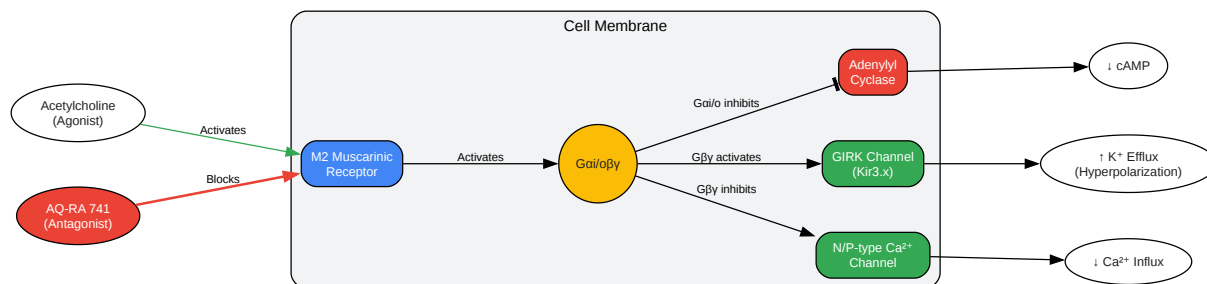 Cell Membrane
Acetylcholine
(Agonist)
Activates
AQ-RA 741
(Antagonist)
Blocks
M2 Muscarinic
Receptor
Activates
Gαi/oβγ
Gαi/o inhibits
Adenylyl
Cyclase
↓ cAMP
Gβγ activates
GIRK Channel
(Kir3.x)
↑ K⁺ Efflux
(Hyperpolarization)
Gβγ inhibits
N/P-type Ca²⁺
Channel
↓ Ca²⁺ Influx